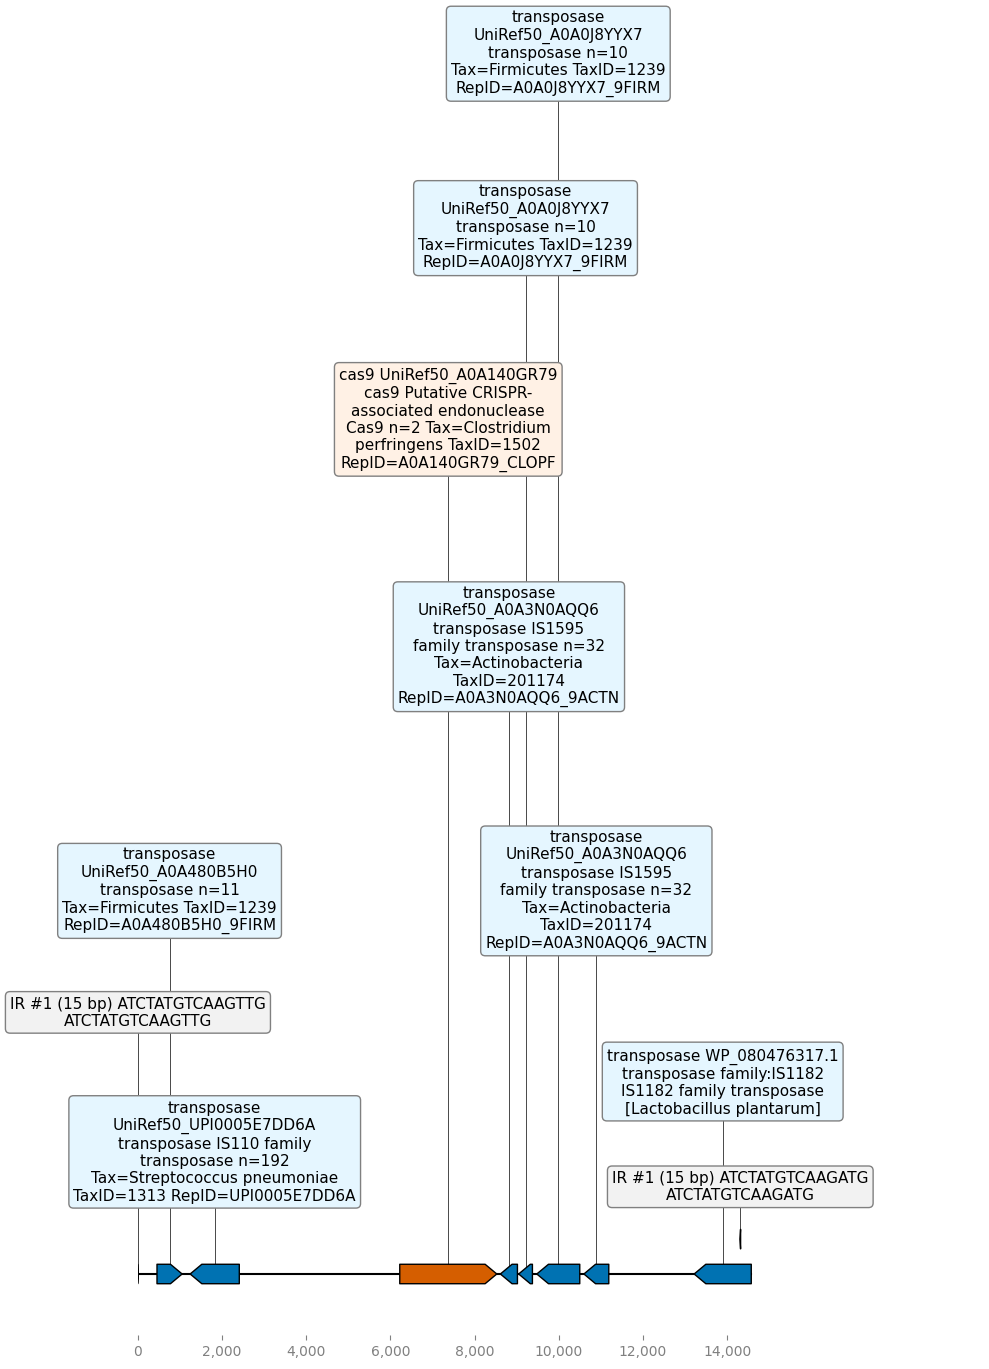 transposase
UniRef50_A0A0J8YYX7
transposase n=10
Tax=Firmicutes TaxID=1239
RepID=A0A0J8YYX7_9FIRM
transposase
UniRef50_A0A0J8YYX7
transposase n=10
Tax=Firmicutes TaxID=1239
RepID=A0A0J8YYX7_9FIRM
cas9 UniRef50_A0A140GR79
cas9 Putative CRISPR-
associated endonuclease
Cas9 n=2 Tax=Clostridium
perfringens TaxID=1502
RepID=A0A140GR79_CLOPF
transposase
UniRef50_A0A3N0AQQ6
transposase IS1595
family transposase n=32
Tax=Actinobacteria
TaxID=201174
RepID=A0A3N0AQQ6_9ACTN
transposase
UniRef50_A0A3N0AQQ6
transposase IS1595
family transposase n=32
Tax=Actinobacteria
TaxID=201174
RepID=A0A3N0AQQ6_9ACTN
transposase
UniRef50_A0A480B5H0
transposase n=11
Tax=Firmicutes TaxID=1239
RepID=A0A480B5H0_9FIRM
IR #1 (15 bp) ATCTATGTCAAGTTG
ATCTATGTCAAGTTG
transposase WP_080476317.1
transposase family:IS1182
IS1182 family transposase
[Lactobacillus plantarum]
transposase
UniRef50_UPI0005E7DD6A
transposase IS110 family
transposase n=192
Tax=Streptococcus pneumoniae
TaxID=1313 RepID=UPI0005E7DD6A
IR #1 (15 bp) ATCTATGTCAAGATG
ATCTATGTCAAGATG
0 2,000 4,000 6,000 8,000 10,000 12,000 14,000